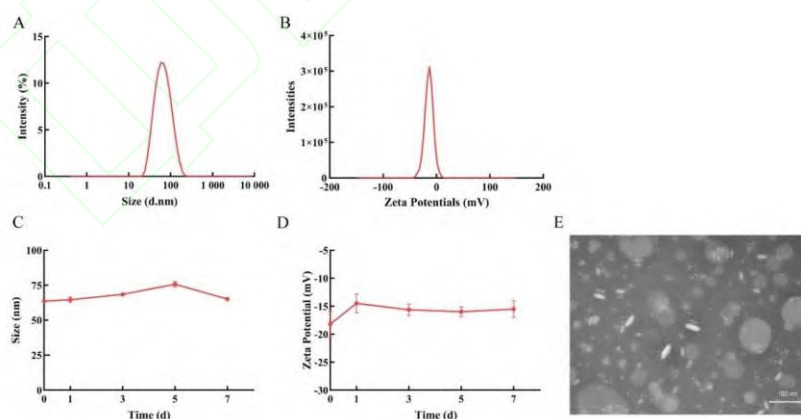 A
Intensity (%)
15
10
5
0
0.1 1 10 100 1 000 10 000
Size (d.nm)
B
Intensities
4×10⁵
3×10⁵
2×10⁵
1×10⁵
0
-200 -100 0 100 200
Zeta Potentials (mV)
C
Size (nm)
100
75
50
25
0
0 1 3 5 7
Time (d)
D
Zeta Potential (mV)
-5
-10
-15
-20
-25
-30
0 1 3 5 7
Time (d)
E
100 nm